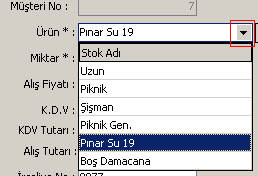 Müşteri No : 7
Ürün * : Pınar Su 19
Miktar * : Stok Adı
Uzun
Alış Fiyatı : Piknik
K.D.V : Şişman
KDV Tutarı : Piknik Gen.
Alış Tutarı : Pınar Su 19
Boş Damacana